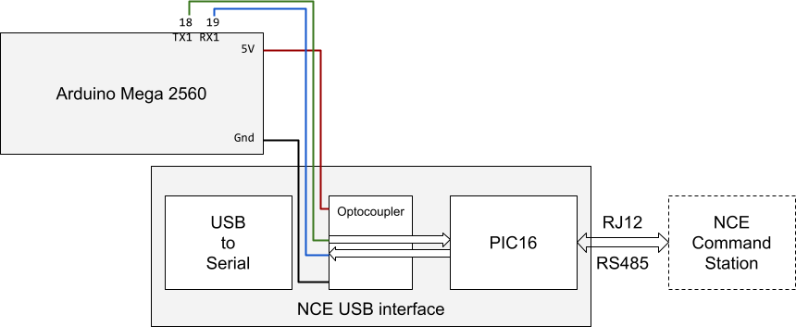 18 19
TX1 RX1
5V
Arduino Mega 2560
Gnd
Optocoupler
USB
to
Serial
PIC16
RJ12
RS485
NCE
Command
Station
NCE USB interface